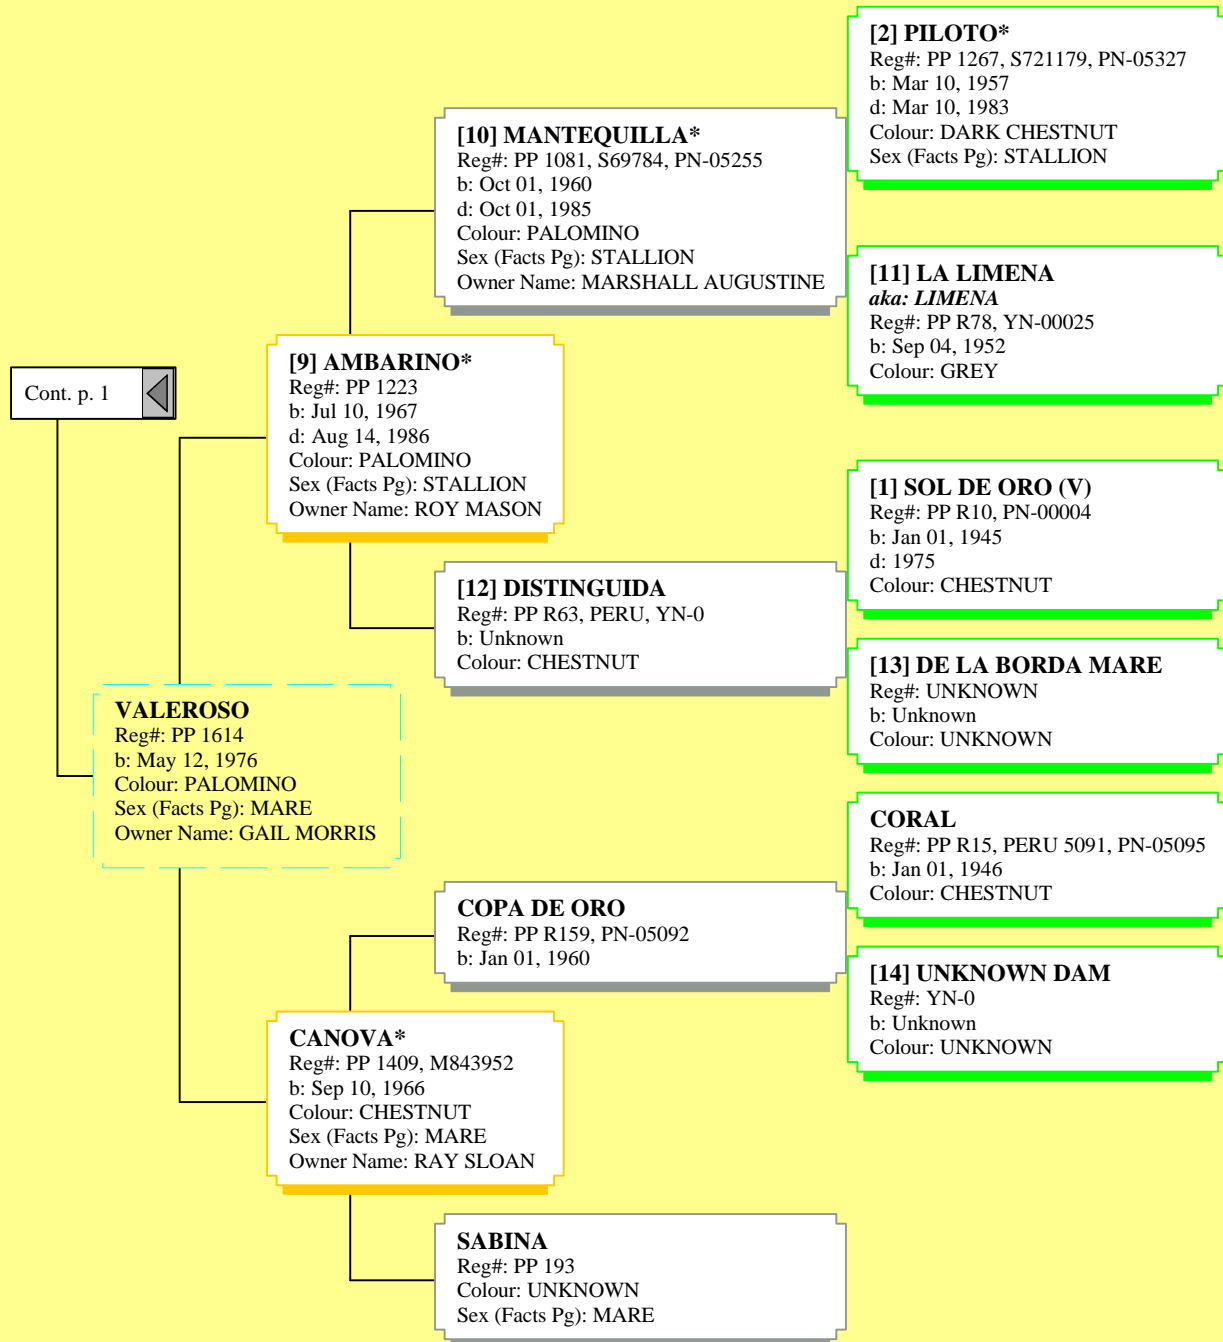 [2] PILOTO*
Reg#: PP 1267, S721179, PN-05327
b: Mar 10, 1957
d: Mar 10, 1983
Colour: DARK CHESTNUT
Sex (Facts Pg): STALLION
[10] MANTEQUILLA*
Reg#: PP 1081, S69784, PN-05255
b: Oct 01, 1960
d: Oct 01, 1985
Colour: PALOMINO
Sex (Facts Pg): STALLION
Owner Name: MARSHALL AUGUSTINE
[11] LA LIMENA
aka: LIMENA
Reg#: PP R78, YN-00025
b: Sep 04, 1952
Colour: GREY
[9] AMBARINO*
Reg#: PP 1223
b: Jul 10, 1967
d: Aug 14, 1986
Colour: PALOMINO
Sex (Facts Pg): STALLION
Owner Name: ROY MASON
Cont. p. 1
[1] SOL DE ORO (V)
Reg#: PP R10, PN-00004
b: Jan 01, 1945
d: 1975
Colour: CHESTNUT
[12] DISTINGUIDA
Reg#: PP R63, PERU, YN-0
b: Unknown
Colour: CHESTNUT
[13] DE LA BORDA MARE
Reg#: UNKNOWN
b: Unknown
Colour: UNKNOWN
VALEROSO
Reg#: PP 1614
b: May 12, 1976
Colour: PALOMINO
Sex (Facts Pg): MARE
Owner Name: GAIL MORRIS
CORAL
Reg#: PP R15, PERU 5091, PN-05095
b: Jan 01, 1946
Colour: CHESTNUT
COPA DE ORO
Reg#: PP R159, PN-05092
b: Jan 01, 1960
[14] UNKNOWN DAM
Reg#: YN-0
b: Unknown
Colour: UNKNOWN
CANOVA*
Reg#: PP 1409, M843952
b: Sep 10, 1966
Colour: CHESTNUT
Sex (Facts Pg): MARE
Owner Name: RAY SLOAN
SABINA
Reg#: PP 193
Colour: UNKNOWN
Sex (Facts Pg): MARE